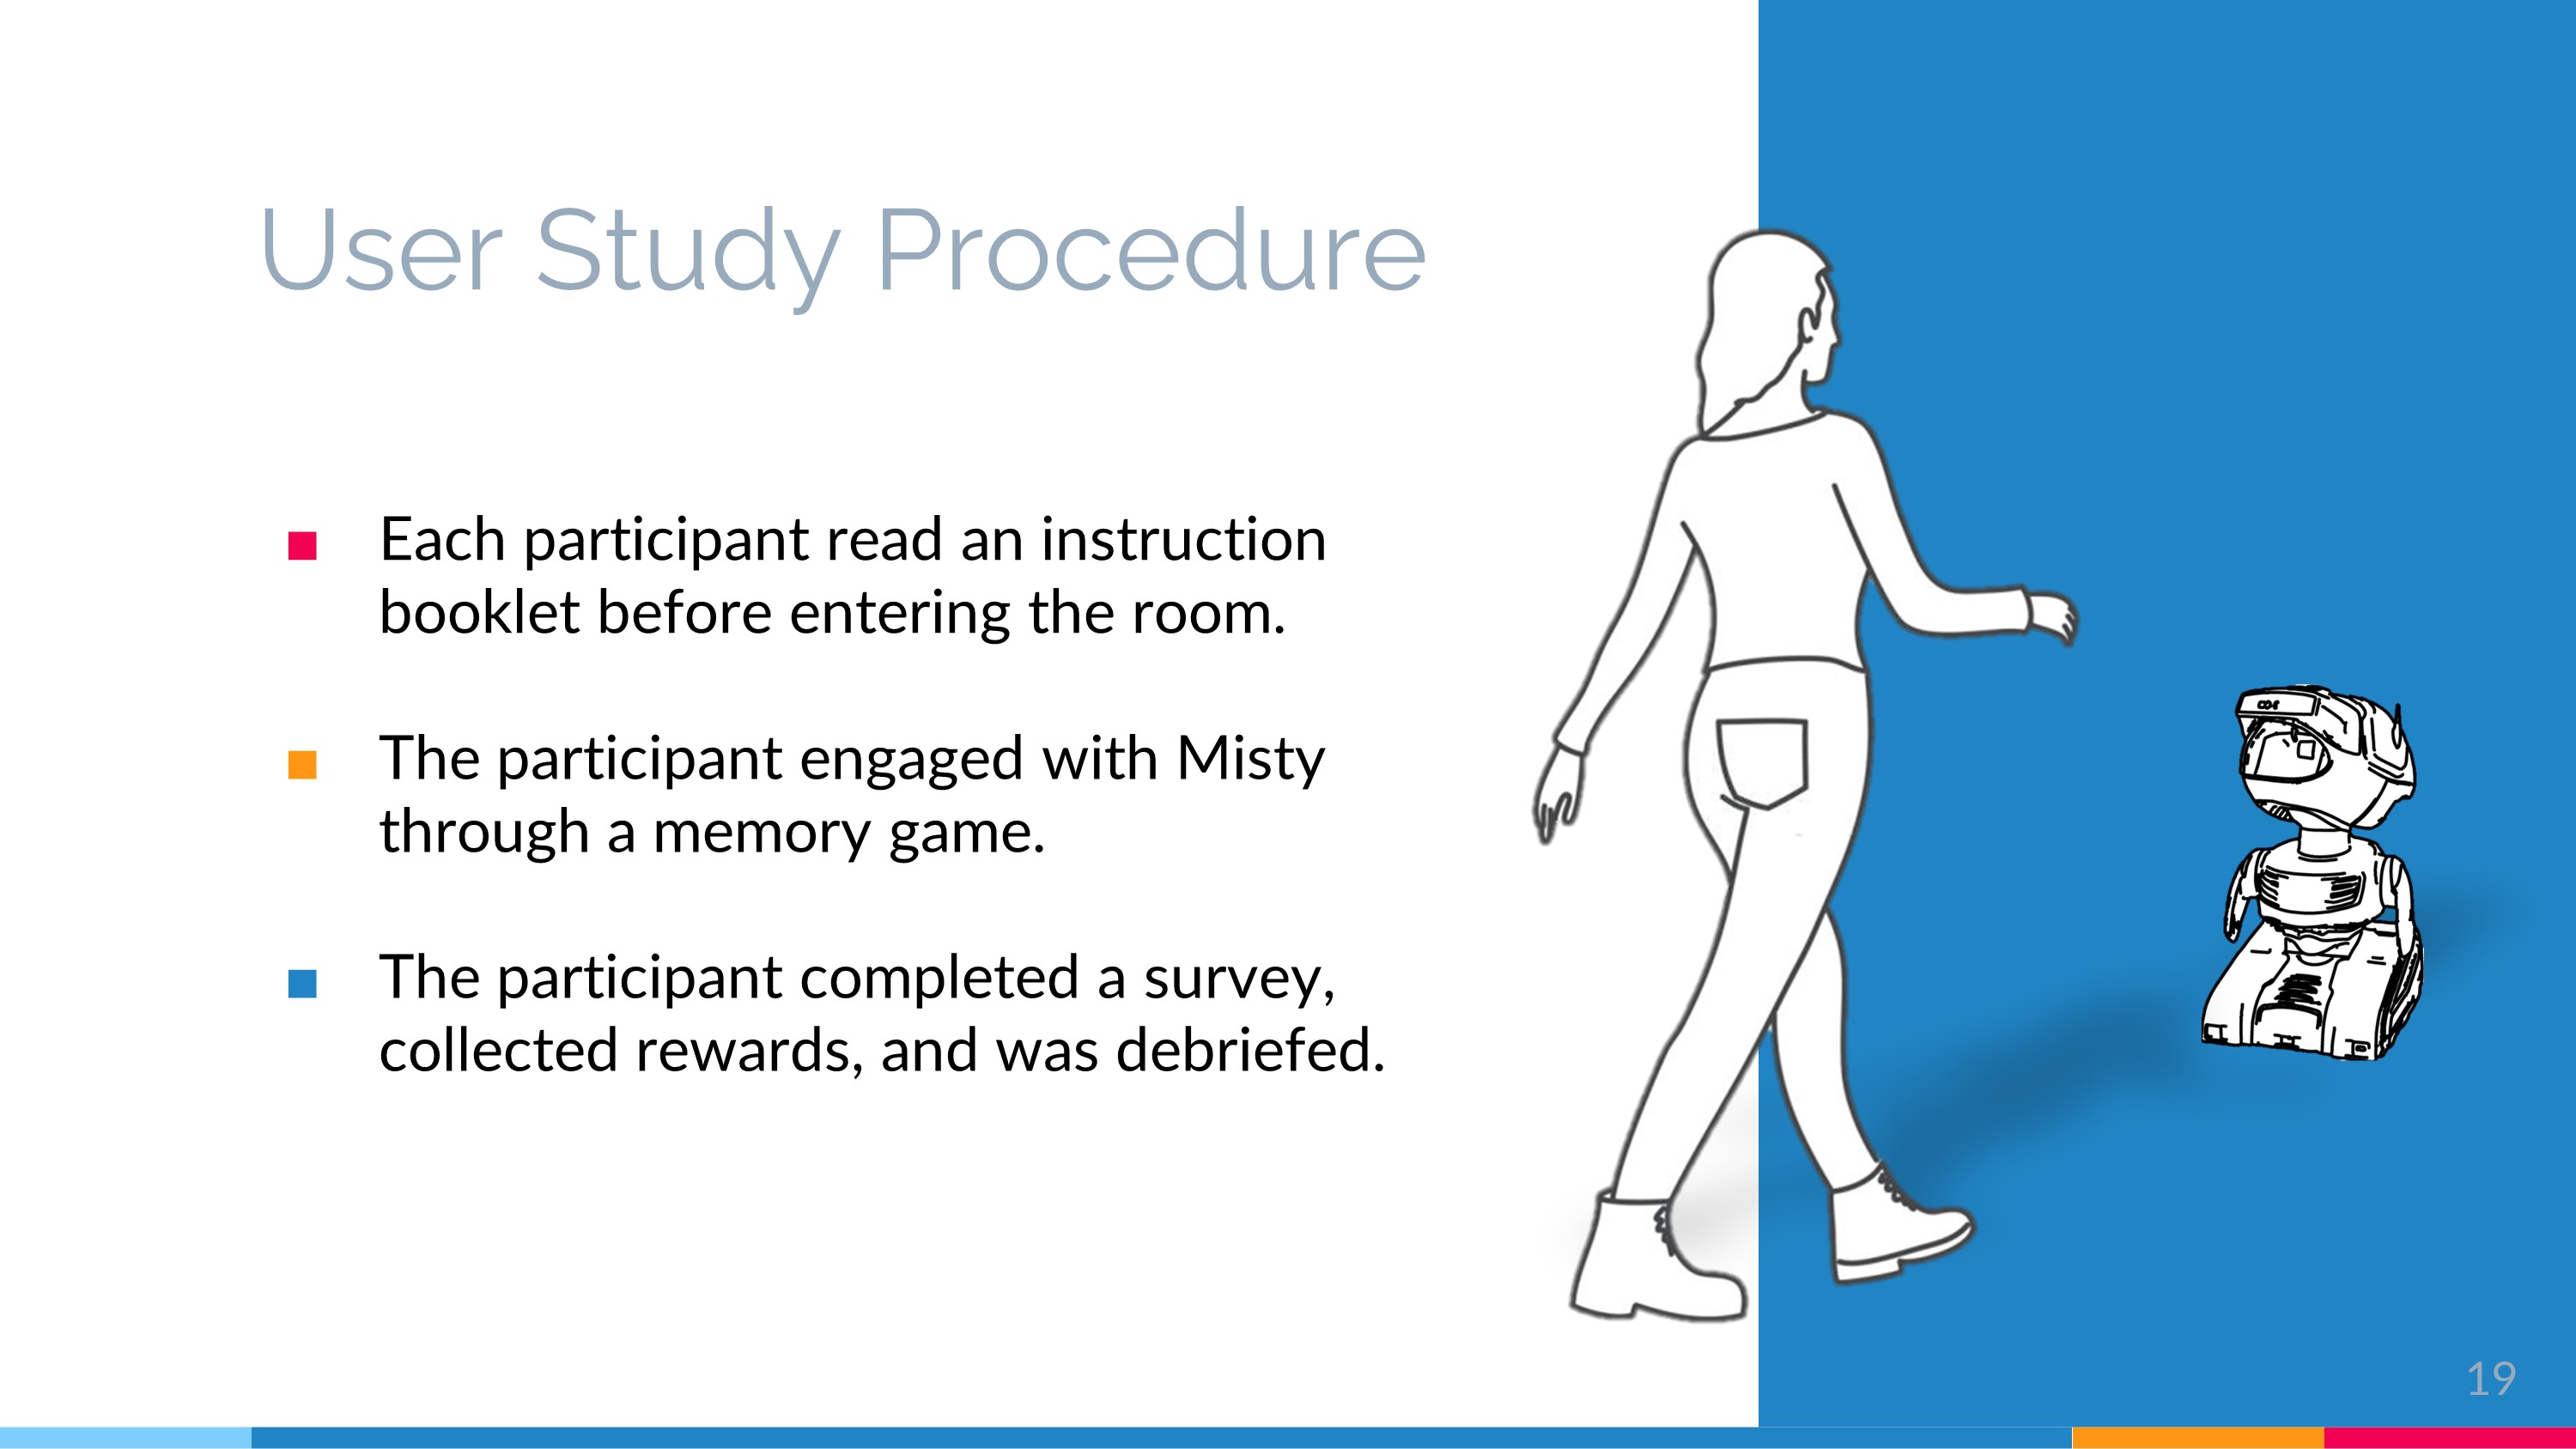 User Study Procedure
Each participant read an instruction
booklet before entering the room.
The participant engaged with Misty
through a memory game.
The participant completed a survey,
collected rewards, and was debriefed.
19